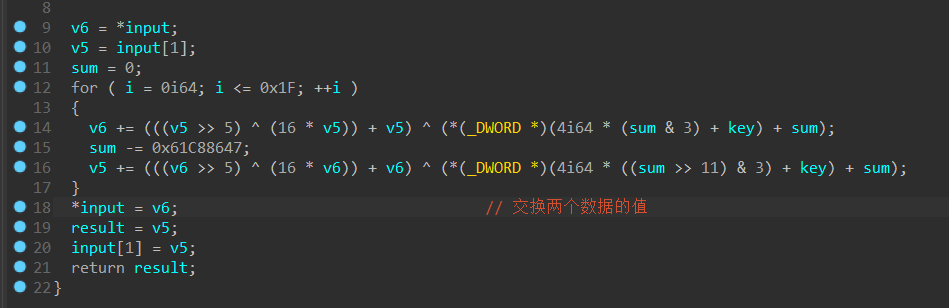 8
9 v6 = *input;
10 v5 = input[1];
11 sum = 0;
12 for ( i = 0i64; i <= 0x1F; ++i )
13 {
14 v6 += (((v5 >> 5) ^ (16 * v5)) + v5) ^ (*(_DWORD *)(4i64 * (sum & 3) + key) + sum);
15 sum -= 0x61C88647;
16 v5 += (((v6 >> 5) ^ (16 * v6)) + v6) ^ (*(_DWORD *)(4i64 * ((sum >> 11) & 3) + key) + sum);
17 }
18 *input = v6; // 交换两个数据的值
19 result = v5;
20 input[1] = v5;
21 return result;
22 }